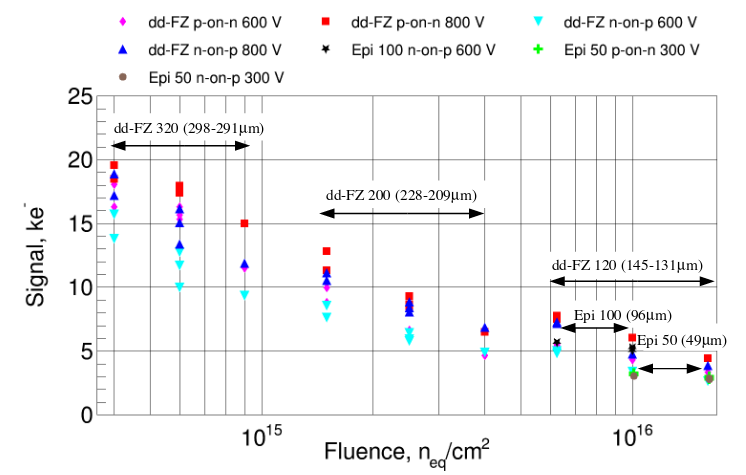 dd-FZ p-on-n 600 V dd-FZ p-on-n 800 V dd-FZ n-on-p 600 V
dd-FZ n-on-p 800 V Epi 100 n-on-p 600 V Epi 50 p-on-n 300 V
Epi 50 n-on-p 300 V
25
dd-FZ 320 (298-291μm)
20
dd-FZ 200 (228-209μm)
15
dd-FZ 120 (145-131μm)
10
Epi 100 (96μm)
Epi 50 (49μm)
5
0
Signal, ke⁻
10¹⁵ 10¹⁶
Fluence, n_eq/cm²